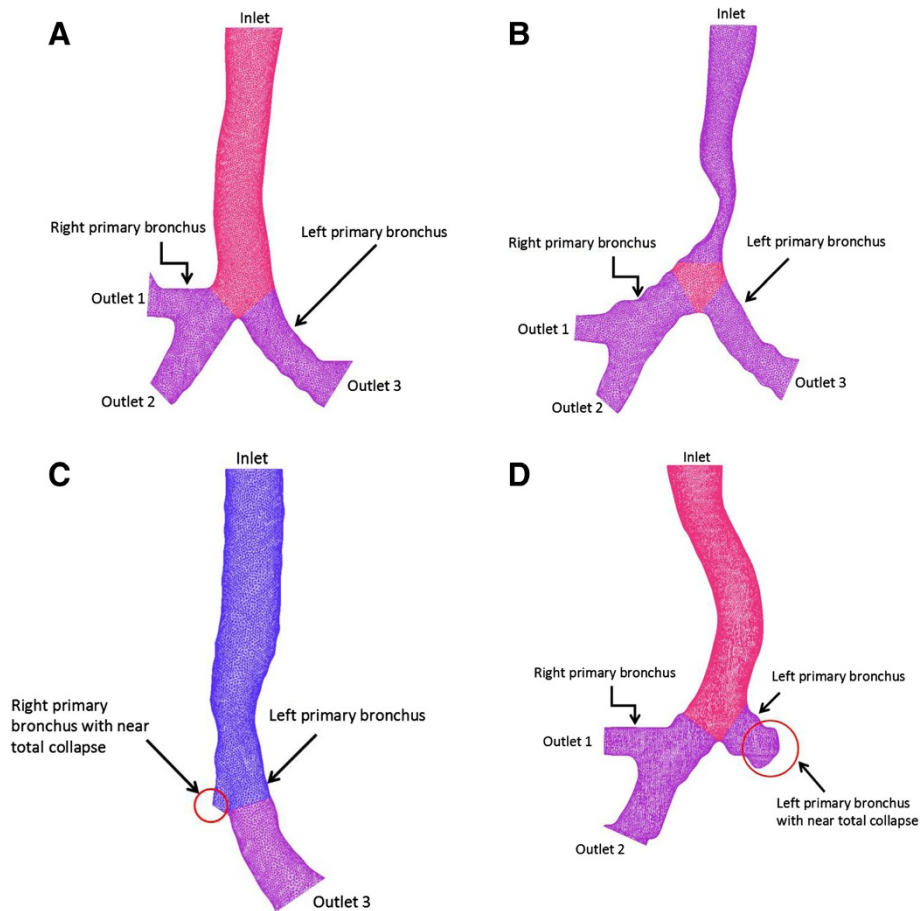 A
Inlet
Right primary bronchus
Left primary bronchus
Outlet 1
Outlet 2
Outlet 3
B
Inlet
Right primary bronchus
Left primary bronchus
Outlet 1
Outlet 2
Outlet 3
C
Inlet
Right primary
bronchus with near
total collapse
Left primary bronchus
Outlet 3
D
Inlet
Right primary bronchus
Left primary bronchus
Outlet 1
Left primary bronchus
with near total collapse
Outlet 2